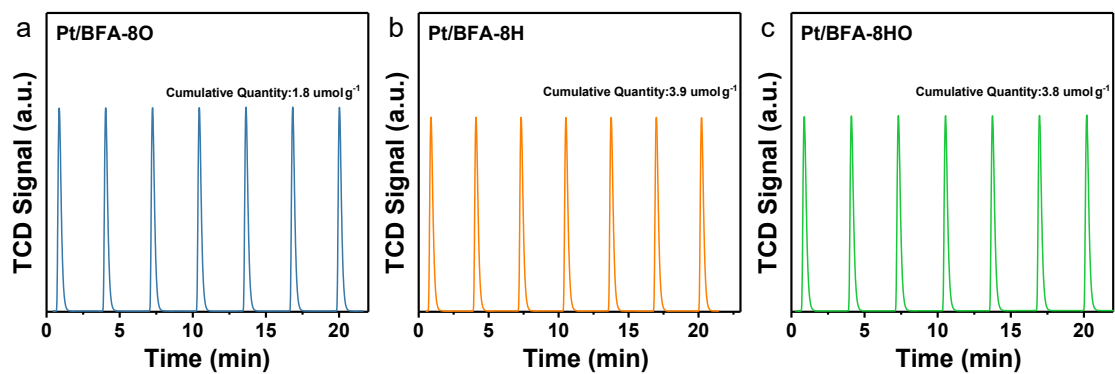 a
Pt/BFA-8O
Cumulative Quantity:1.8 umol g⁻¹
TCD Signal (a.u.)
0 5 10 15 20
Time (min)
b
Pt/BFA-8H
Cumulative Quantity:3.9 umol g⁻¹
TCD Signal (a.u.)
0 5 10 15 20
Time (min)
c
Pt/BFA-8HO
Cumulative Quantity:3.8 umol g⁻¹
TCD Signal (a.u.)
0 5 10 15 20
Time (min)